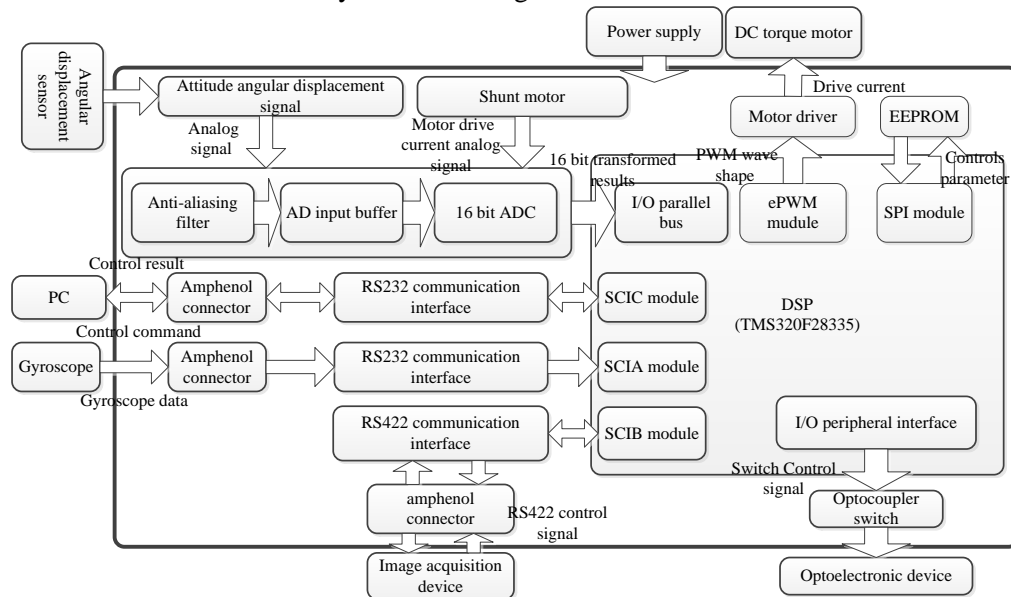 Power supply
DC torque motor
Angular
displacement
sensor
Attitude angular displacement
signal
Shunt motor
Drive current
Motor driver
EEPROM
Analog
signal
Motor drive
current analog
signal
16 bit transformed
results
PWM wave
shape
Controls
parameter
Anti-aliasing
filter
AD input buffer
16 bit ADC
I/O parallel
bus
ePWM mudule
SPI module
Control result
PC
Amphenol
connector
RS232 communication
interface
SCIC module
DSP
(TMS320F28335)
Control command
Gyroscope
Amphenol
connector
RS232 communication
interface
SCIA module
Gyroscope data
RS422 communication
interface
SCIB module
I/O peripheral interface
Switch Control
signal
amphenol
connector
RS422 control
signal
Optocoupler
switch
Image acquisition
device
Optoelectronic device